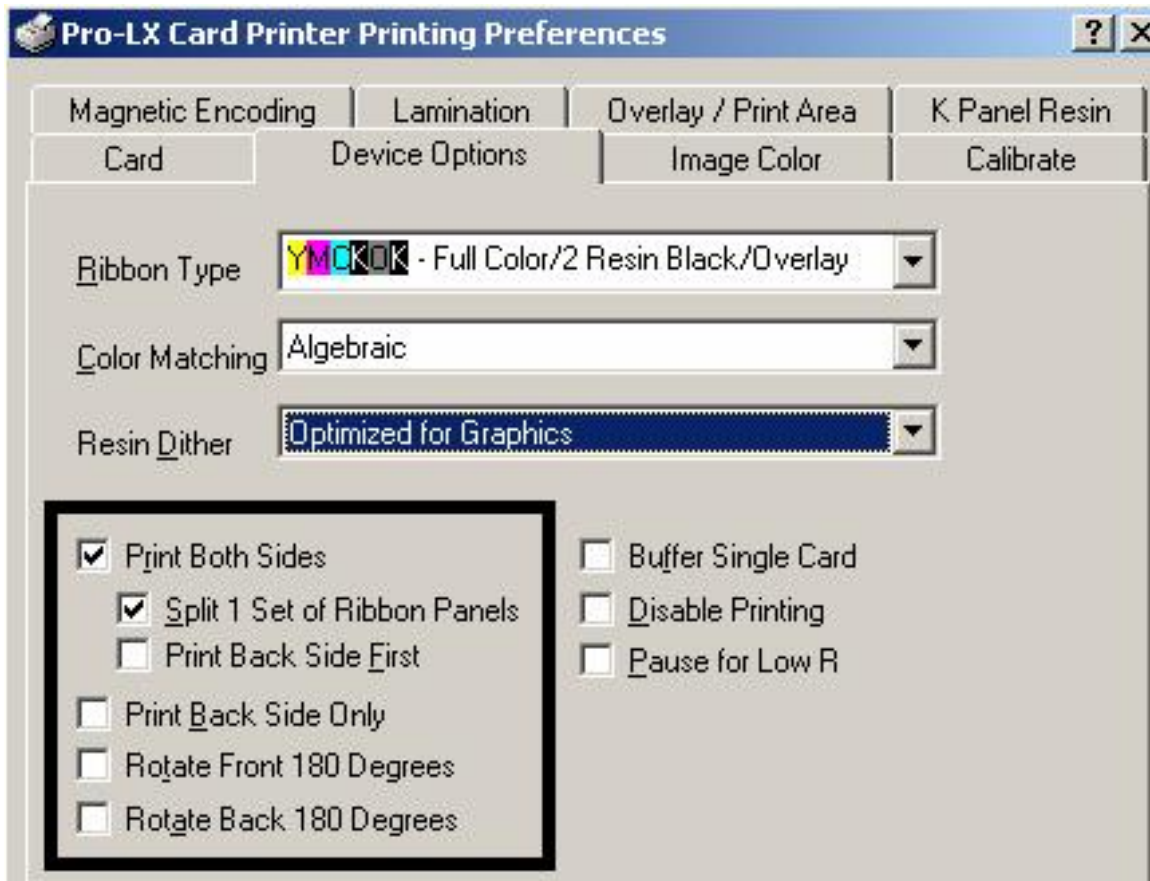 Pro-LX Card Printer Printing Preferences
Magnetic Encoding Lamination Overlay / Print Area K Panel Resin
Card Device Options Image Color Calibrate
Ribbon Type YMCKOK - Full Color/2 Resin Black/Overlay
Color Matching Algebraic
Resin Dither Optimized for Graphics
Print Both Sides Buffer Single Card
Split 1 Set of Ribbon Panels Disable Printing
Print Back Side First Pause for Low R
Print Back Side Only
Rotate Front 180 Degrees
Rotate Back 180 Degrees